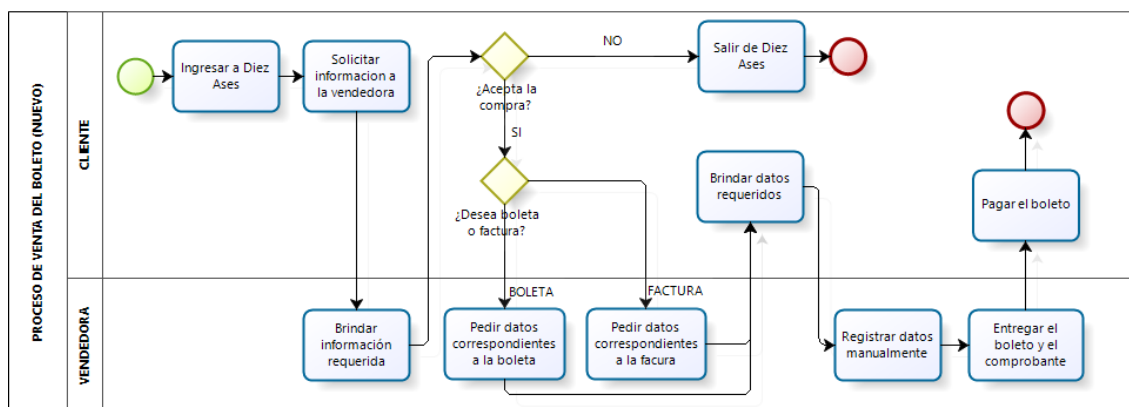 PROCESO DE VENTA DEL BOLETO (NUEVO)
CLIENTE
Ingresar a Diez
Ases
Solicitar
informacion a
la vendedora
¿Acepta la
compra?
NO
Salir de Diez
Ases
SI
¿Desea boleta
o factura?
Brindar datos
requeridos
Pagar el boleto
VENDEDORA
BOLETA
FACTURA
Brindar
información
requerida
Pedir datos
correspondientes
a la boleta
Pedir datos
correspondientes
a la facura
Registrar datos
manualmente
Entregar el
boleto y el
comprobante